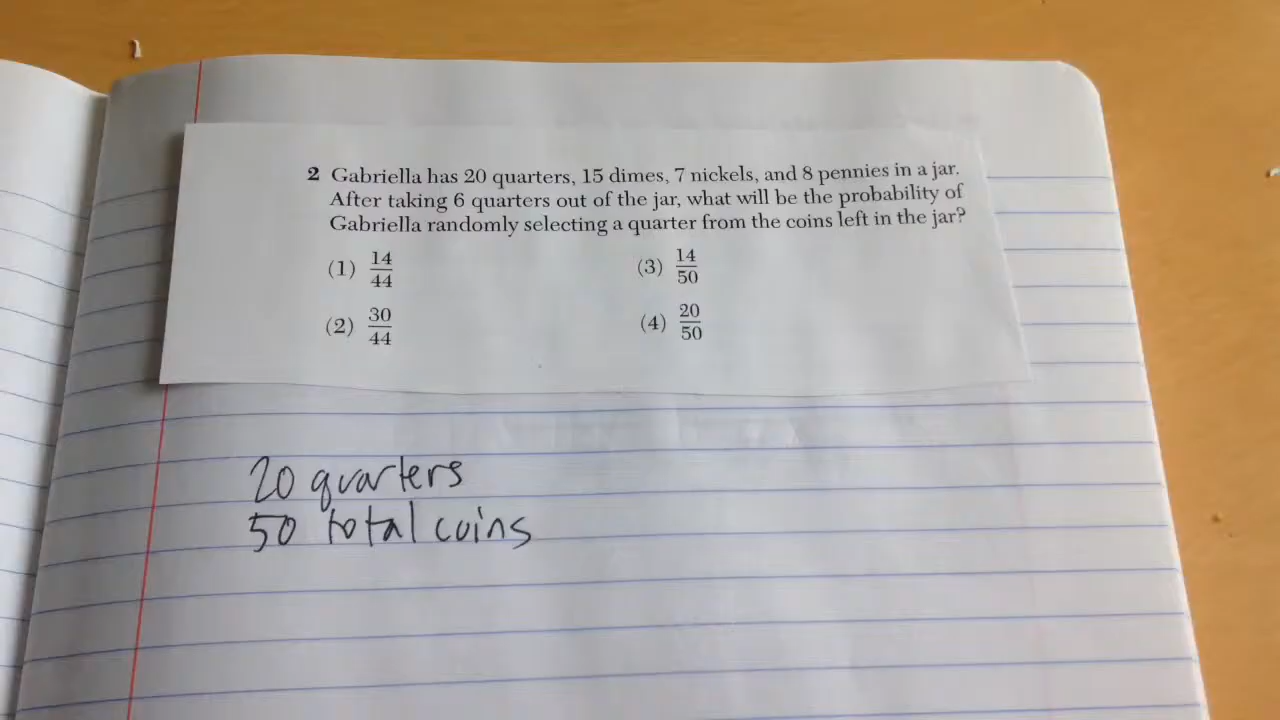 2 Gabriella has 20 quarters, 15 dimes, 7 nickels, and 8 pennies in a jar.
After taking 6 quarters out of the jar, what will be the probability of
Gabriella randomly selecting a quarter from the coins left in the jar?
(1) 14/44 (3) 14/50
(2) 30/44 (4) 20/50
20 quarters
50 total coins